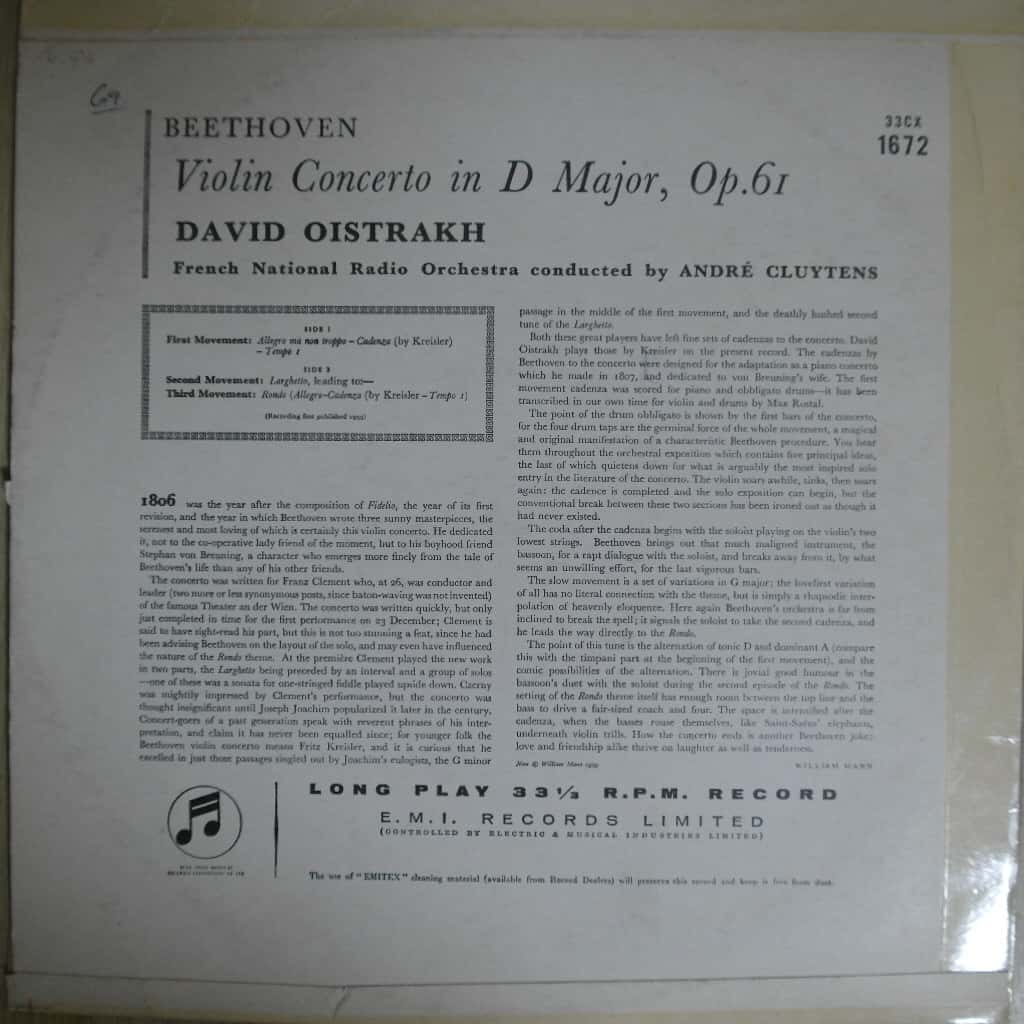 G9
BEETHOVEN
Violin Concerto in D Major, Op.61
DAVID OISTRAKH
French National Radio Orchestra conducted by ANDRÉ CLUYTENS
33CX
1672
SIDE 1
First Movement: Allegro ma non troppo – Cadenza (by Kreisler)
– Tempo 1
SIDE 2
Second Movement: Larghetto, leading to:—
Third Movement: Rondo (Allegro–Cadenza (by Kreisler – Tempo 1)
(Recording first published 1959)
1806 was the year after the composition of Fidelio, the year of its first
revision, and the year in which Beethoven wrote three sunny masterpieces, the
serenest and most loving of which is certainly this violin concerto. He dedicated
it, not to the co-operative lady friend of the moment, but to his boyhood friend
Stephan von Breuning, a character who emerges more finely from the tale of
Beethoven's life than any of his other friends.
The concerto was written for Franz Clement who, at 26, was conductor and
leader (two more or less synonymous posts, since baton-waving was not invented)
of the famous Theater an der Wien. The concerto was written quickly, but only
just completed in time for the first performance on 23 December; Clement is
said to have sight-read his part, but this is not too stunning a feat, since he had
been advising Beethoven on the layout of the solo, and may even have influenced
the nature of the Rondo theme. At the première Clement played the new work
in two parts, the Larghetto being preceded by an interval and a group of solos
—one of these was a sonata for one-stringed fiddle played upside down. Czerny
was mightily impressed by Clement's performance, but the concerto was
thought insignificant until Joseph Joachim popularized it later in the century.
Concert-goers of a past generation speak with reverent phrases of his inter-
pretation, and claim it has never been equalled since; for younger folk the
Beethoven violin concerto means Fritz Kreisler, and it is curious that he
excelled in just those passages singled out by Joachim's eulogists, the G minor
passage in the middle of the first movement, and the deathly hushed second
tune of the Larghetto.
Both these great players have left fine sets of cadenzas to the concerto. David
Oistrakh plays those by Kreisler on the present record. The cadenzas by
Beethoven to the concerto were designed for the adaptation as a piano concerto
which he made in 1807, and dedicated to von Breuning's wife. The first
movement cadenza was scored for piano and obbligato drums—it has been
transcribed in our own time for violin and drums by Max Rostal.
The point of the drum obbligato is shown by the first bars of the concerto,
for the four drum taps are the germinal force of the whole movement, a magical
and original manifestation of a characteristic Beethoven procedure. You hear
them throughout the orchestral exposition which contains five principal ideas,
the last of which quietens down for what is arguably the most inspired solo
entry in the literature of the concerto. The violin soars awhile, sinks, then soars
again: the cadence is completed and the solo exposition can begin, but the
conventional break between these two sections has been ironed out as though it
had never existed.
The coda after the cadenza begins with the soloist playing on the violin's two
lowest strings. Beethoven brings out that much maligned instrument, the
bassoon, for a rapt dialogue with the soloist, and breaks away from it, by what
seems an unwilling effort, for the last vigorous bars.
The slow movement is a set of variations in G major; the loveliest variation
of all has no literal connection with the theme, but is simply a rhapsodic inter-
polation of heavenly eloquence. Here again Beethoven's orchestra is far from
inclined to break the spell; it signals the soloist to take the second cadenza, and
he leads the way directly to the Rondo.
The point of this tune is the alternation of tonic D and dominant A (compare
this with the timpani part at the beginning of the first movement), and the
comic possibilities of the alternation. There is jovial good humour in the
bassoon's duet with the soloist during the second episode of the Rondo. The
setting of the Rondo theme itself has enough room between the top line and the
bass to drive a fair-sized coach and four. The space is intensified after the
cadenza, when the basses rouse themselves, like Saint-Saëns' elephants,
underneath violin trills. How the concerto ends is another Beethoven joke;
love and friendship alike thrive on laughter as well as tenderness.
Note © William Mann 1959
WILLIAM MANN
LONG PLAY 33⅓ R.P.M. RECORD
E.M.I. RECORDS LIMITED
(CONTROLLED BY ELECTRIC & MUSICAL INDUSTRIES LIMITED)
The use of "EMITEX" cleaning material (available from Record Dealers) will preserve this record and keep it free from dust.